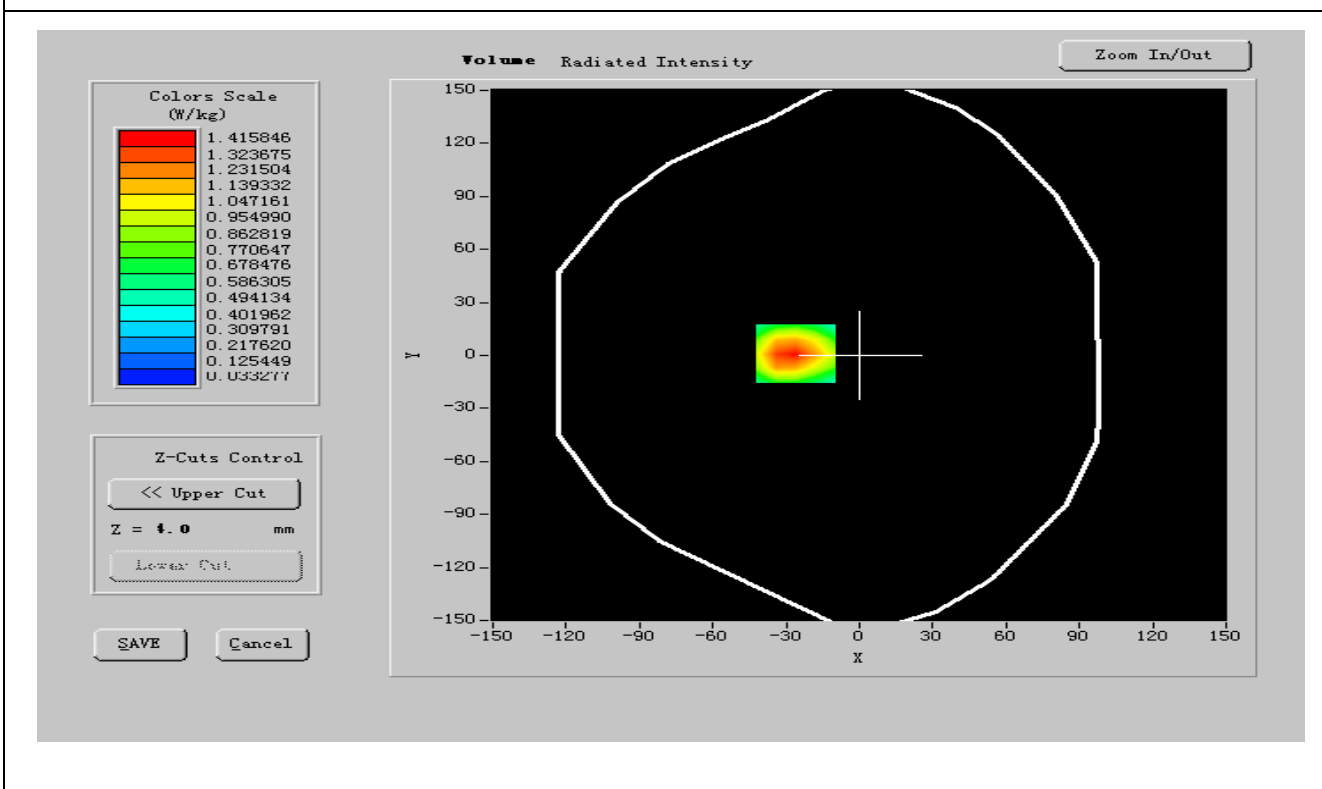 Volume Radiated Intensity
Zoom In/Out
Colors Scale
(W/kg)
1.415846
1.323675
1.231504
1.139332
1.047161
0.954990
0.862819
0.770647
0.678476
0.586305
0.494134
0.401962
0.309791
0.217620
0.125449
0.033277
Z-Cuts Control
<< Upper Cut
Z = 4.0 mm
Lower Cut
SAVE Cancel
150
120
90
60
30
0
-30
-60
-90
-120
-150
Y
-150 -120 -90 -60 -30 0 30 60 90 120 150
X